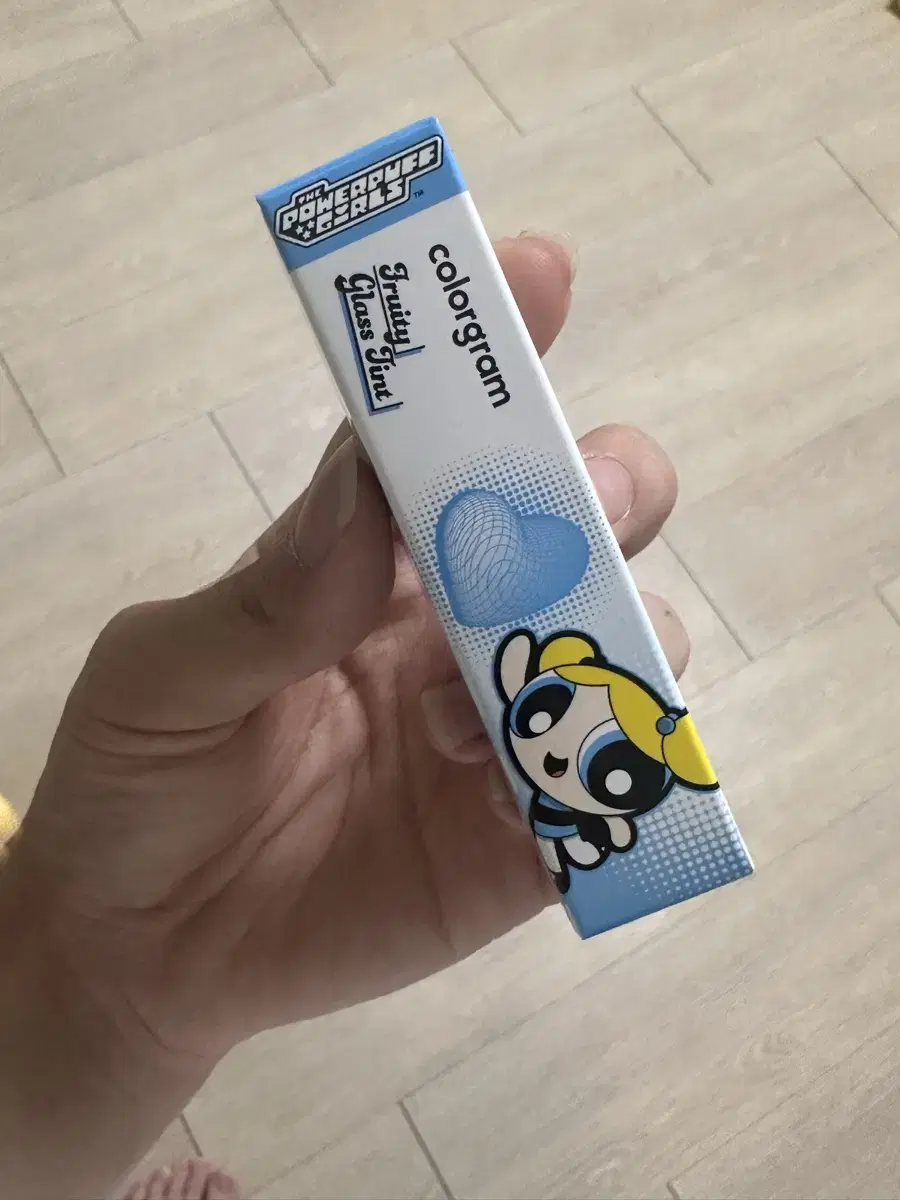 THE
POWERPUFF
GIRLS
TM
colorgram
Fruity
Glass Tint